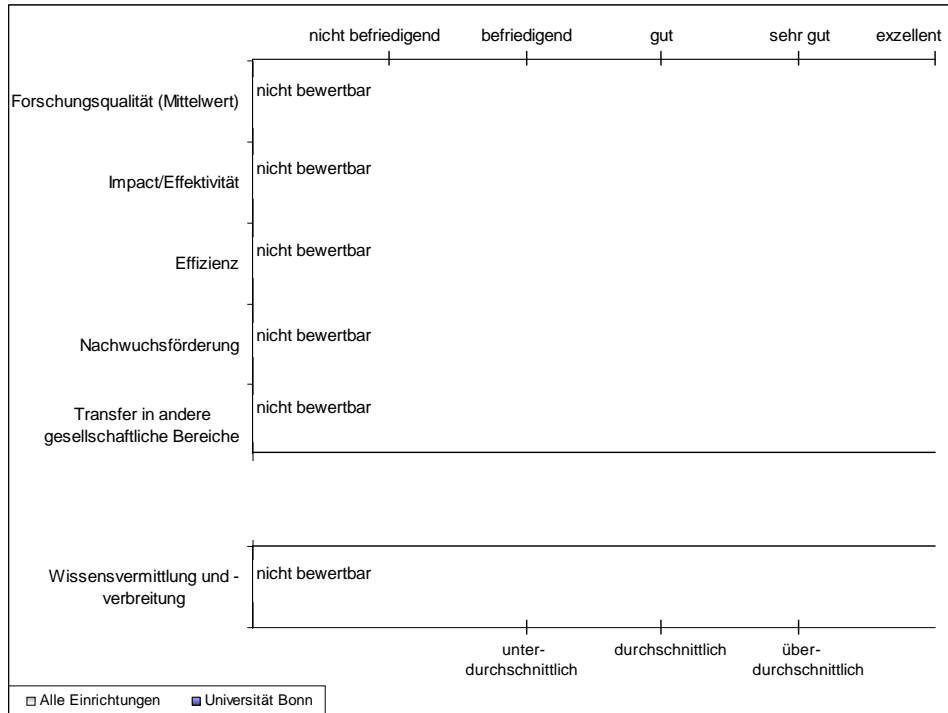 nicht befriedigend befriedigend gut sehr gut exzellent
Forschungsqualität (Mittelwert) nicht bewertbar
Impact/Effektivität nicht bewertbar
Effizienz nicht bewertbar
Nachwuchsförderung nicht bewertbar
Transfer in andere
gesellschaftliche Bereiche
nicht bewertbar
Wissensvermittlung und -
verbreitung
nicht bewertbar
unter-
durchschnittlich
durchschnittlich
über-
durchschnittlich
Alle Einrichtungen Universität Bonn